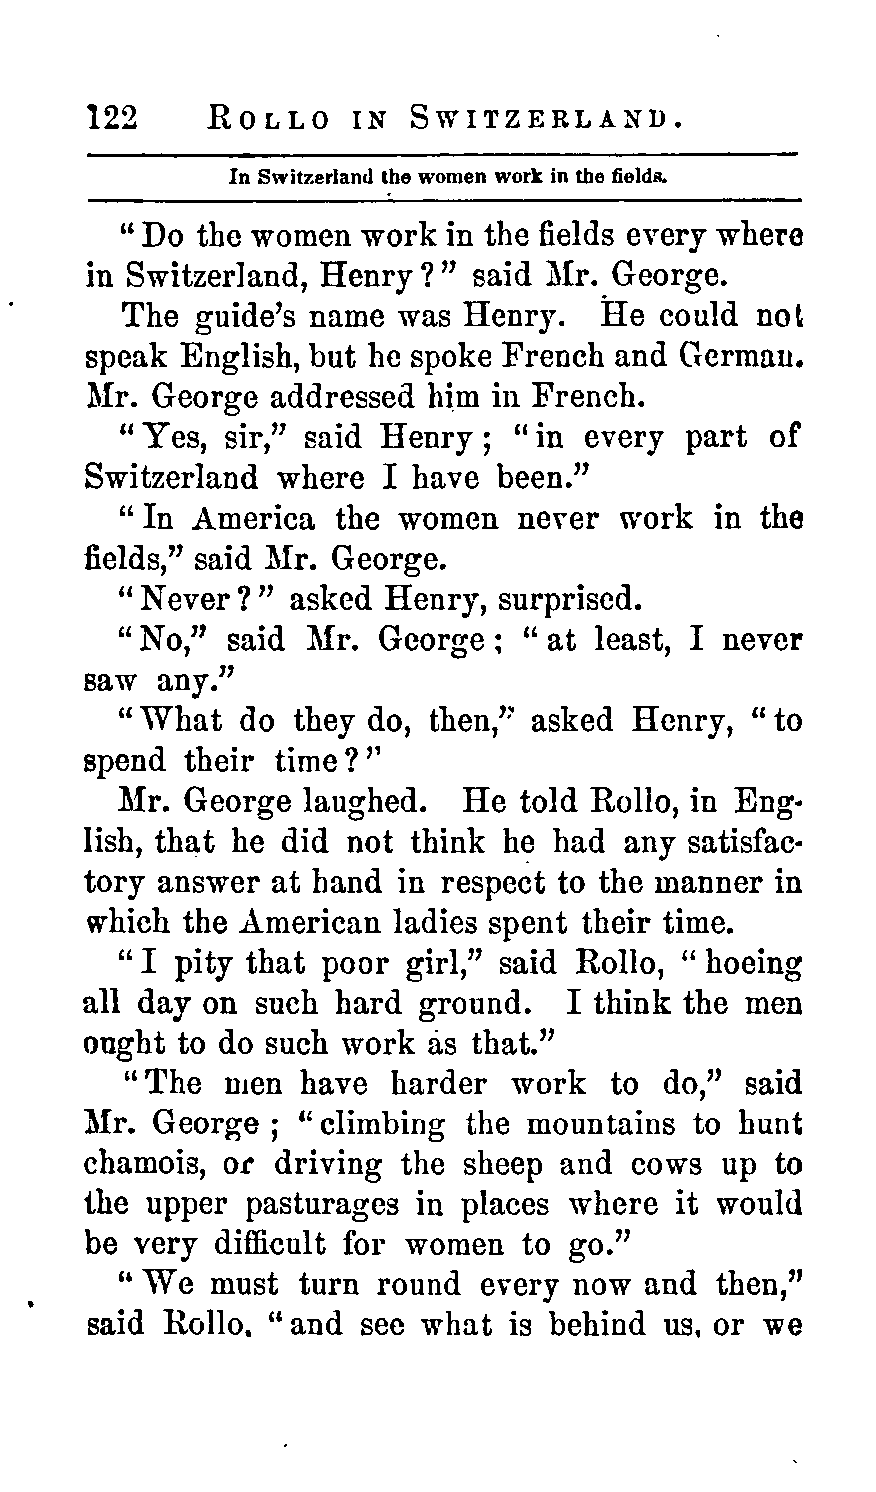 122 ROLLO IN SWITZERLAND.
In Switzerland the women work in the fields.
“Do the women work in the fields every where
in Switzerland, Henry?” said Mr. George.
The guide’s name was Henry. He could not
speak English, but he spoke French and German.
Mr. George addressed him in French.
“Yes, sir,” said Henry; “in every part of
Switzerland where I have been.”
“In America the women never work in the
fields,” said Mr. George.
“Never?” asked Henry, surprised.
“No,” said Mr. George; “at least, I never
saw any.”
“What do they do, then,” asked Henry, “to
spend their time?”
Mr. George laughed. He told Rollo, in Eng-
lish, that he did not think he had any satisfac-
tory answer at hand in respect to the manner in
which the American ladies spent their time.
“I pity that poor girl,” said Rollo, “hoeing
all day on such hard ground. I think the men
ought to do such work as that.”
“The men have harder work to do,” said
Mr. George; “climbing the mountains to hunt
chamois, or driving the sheep and cows up to
the upper pasturages in places where it would
be very difficult for women to go.”
“We must turn round every now and then,”
said Rollo, “and see what is behind us, or we